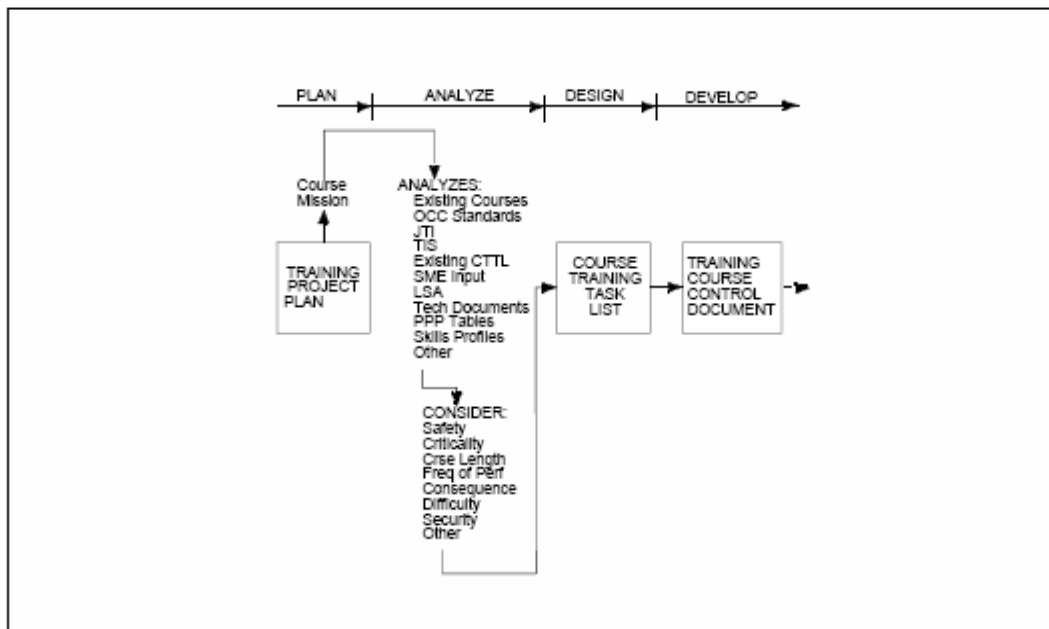 PLAN
ANALYZE
DESIGN
DEVELOP
Course
Mission
TRAINING
PROJECT
PLAN
ANALYZES:
Existing Courses
OCC Standards
JTI
TIS
Existing CTTL
SME Input
LSA
Tech Documents
PPP Tables
Skills Profiles
Other
CONSIDER:
Safety
Criticality
Crse Length
Freq of Perf
Consequence
Difficulty
Security
Other
COURSE
TRAINING
TASK
LIST
TRAINING
COURSE
CONTROL
DOCUMENT